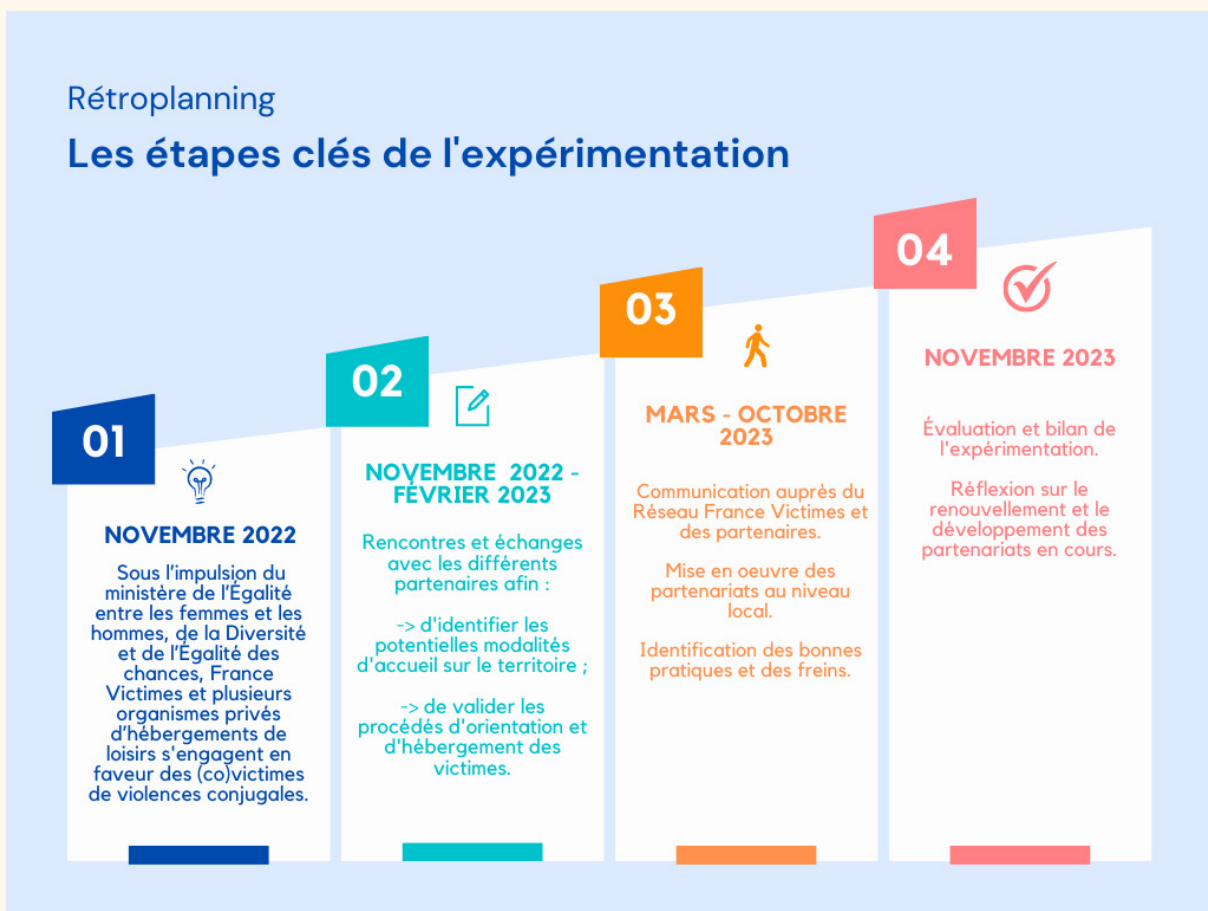 Rétroplanning
Les étapes clés de l'expérimentation
01
NOVEMBRE 2022
Sous l’impulsion du
ministère de l’Égalité
entre les femmes et les
hommes, de la Diversité
et de l’Égalité des
chances, France
Victimes et plusieurs
organismes privés
d’hébergements de
loisirs s'engagent en
faveur des (co)victimes
de violences conjugales.
02
NOVEMBRE 2022 -
FÉVRIER 2023
Rencontres et échanges
avec les différents
partenaires afin :
-> d'identifier les
potentielles modalités
d'accueil sur le territoire ;
-> de valider les
procédés d'orientation et
d'hébergement des
victimes.
03
MARS - OCTOBRE
2023
Communication auprès du
Réseau France Victimes et
des partenaires.
Mise en oeuvre des
partenariats au niveau
local.
Identification des bonnes
pratiques et des freins.
04
NOVEMBRE 2023
Évaluation et bilan de
l'expérimentation.
Réflexion sur le
renouvellement et le
développement des
partenariats en cours.